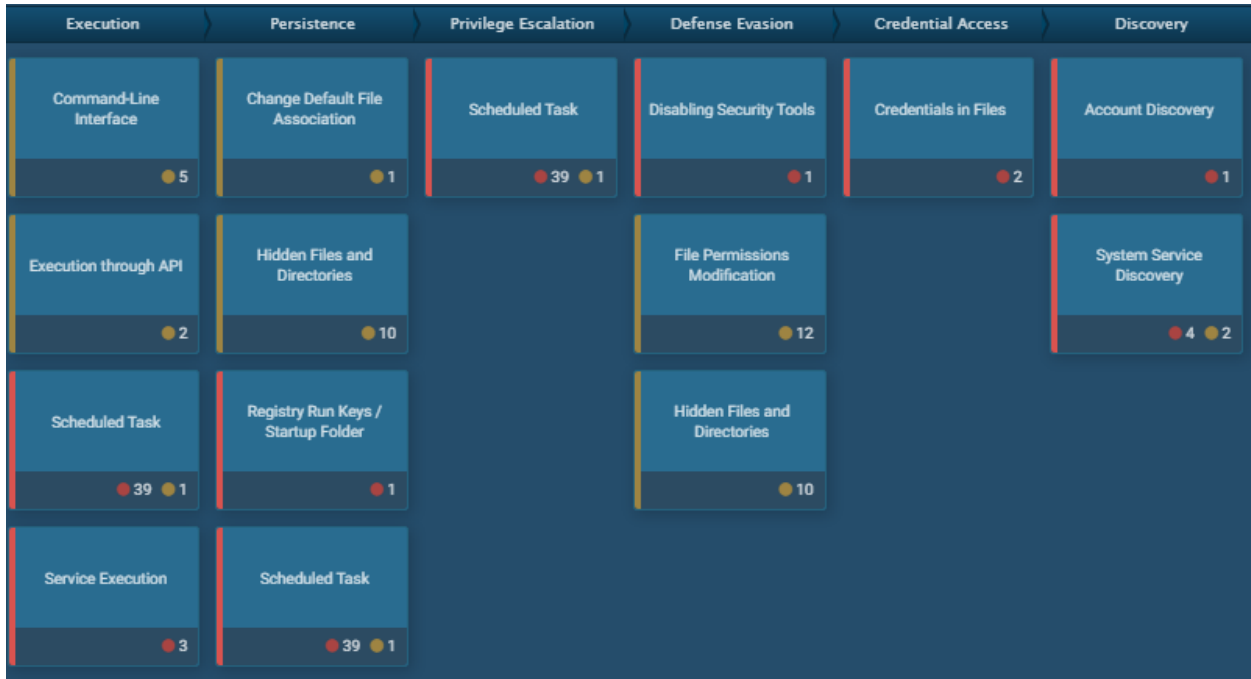 Execution
Persistence
Privilege Escalation
Defense Evasion
Credential Access
Discovery
Command-Line
Interface
5
Change Default File
Association
1
Scheduled Task
39 1
Disabling Security Tools
1
Credentials in Files
2
Account Discovery
1
Execution through API
2
Hidden Files and
Directories
10
File Permissions
Modification
12
System Service
Discovery
4 2
Scheduled Task
39 1
Registry Run Keys /
Startup Folder
1
Hidden Files and
Directories
10
Service Execution
3
Scheduled Task
39 1